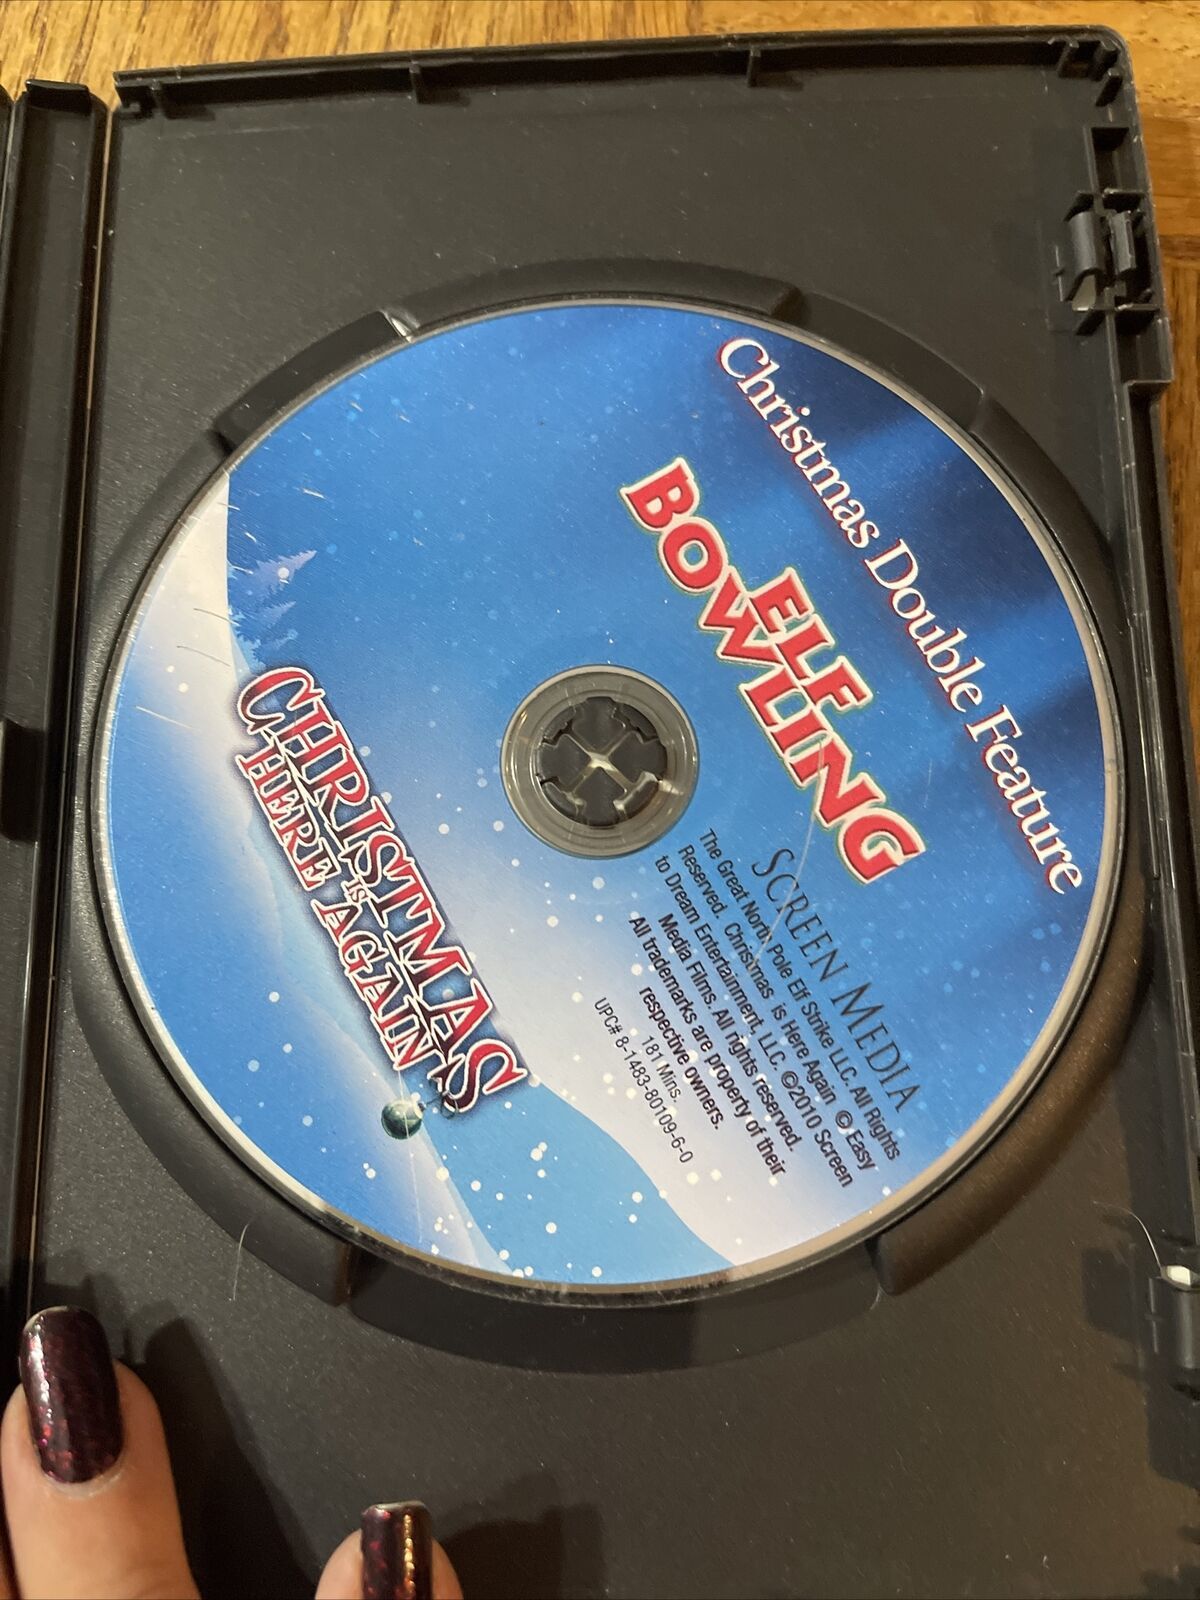 Christmas Double Feature
ELF
BOWLING
SCREEN MEDIA
The Great North Pole Elf Strike LLC. All Rights
Reserved. Christmas is Here Again © Easy
to Dream Entertainment, LLC. ©2010 Screen
Media Films. All rights reserved.
All trademarks are property of their
respective owners.
181 Mins.
UPC# 8-1483-80109-6-0
CHRISTMAS
HERE IS AGAIN